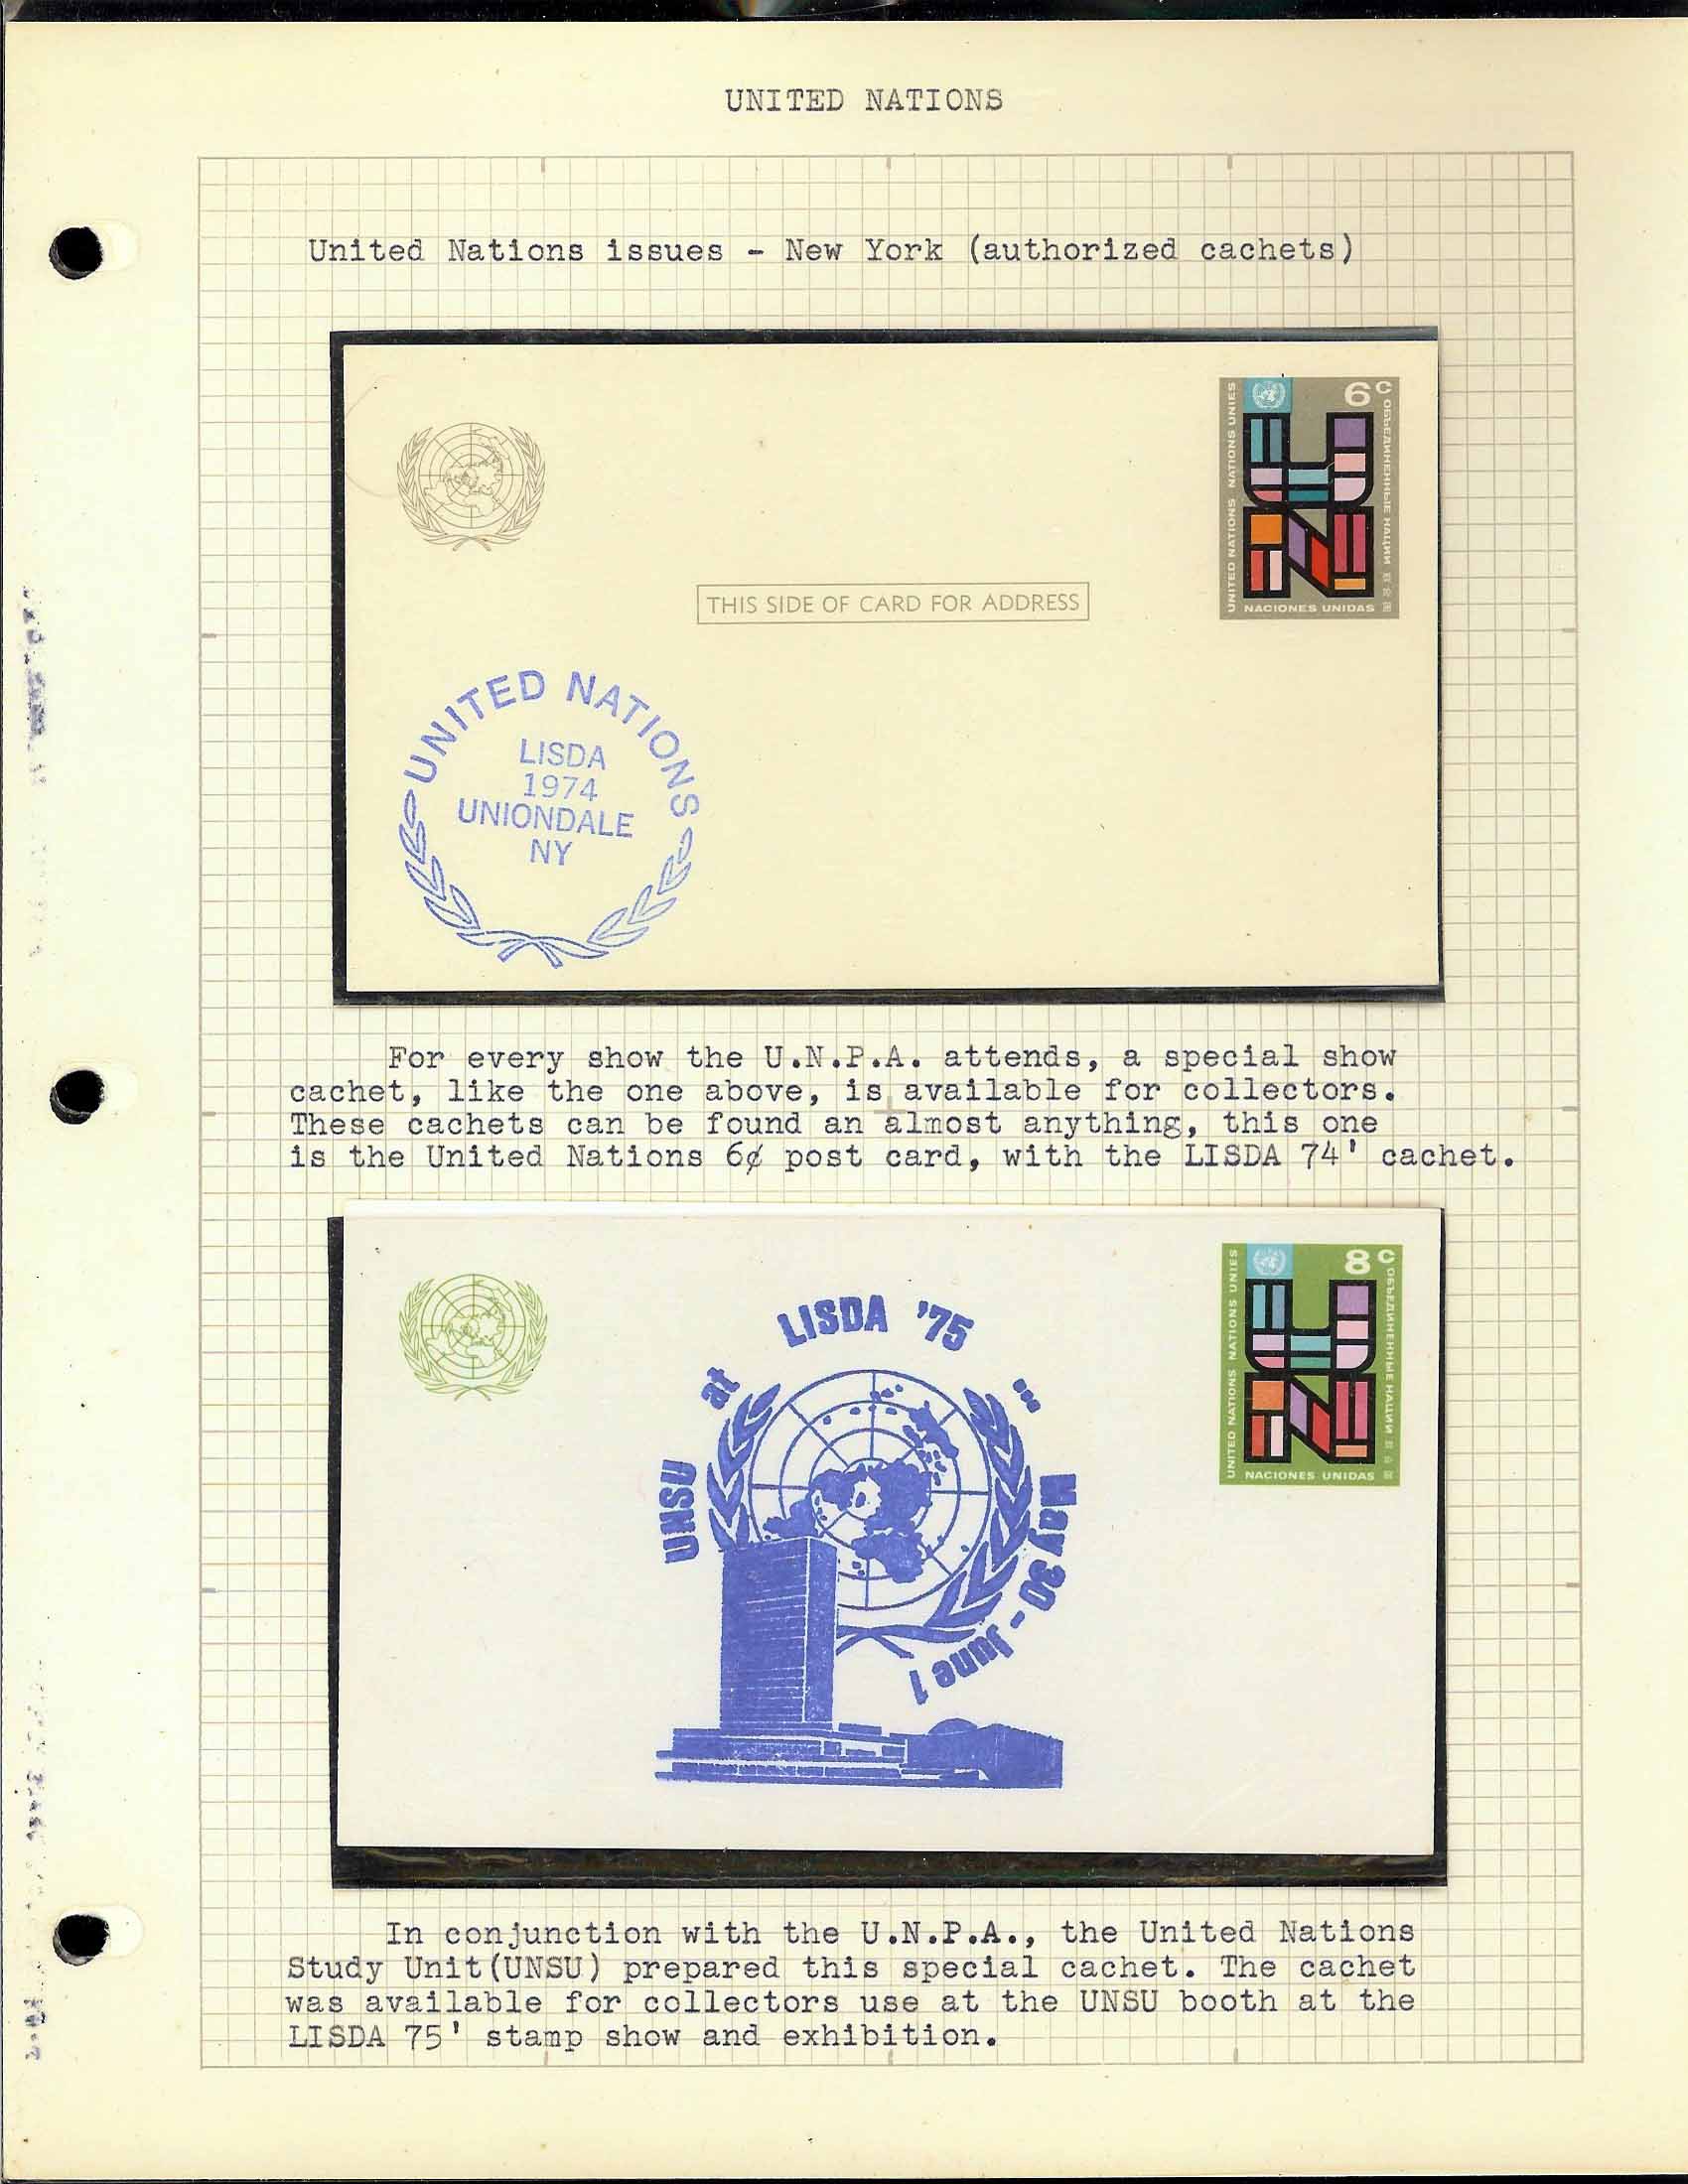 UNITED NATIONS
United Nations issues - New York (authorized cachets)
6c
UNITED NATIONS NATIONS UNIES
ОБЪЕДИНЕННЫЕ НАЦИИ
NACIONES UNIDAS
THIS SIDE OF CARD FOR ADDRESS
UNITED NATIONS
LISDA
1974
UNIONDALE
NY
For every show the U.N.P.A. attends, a special show
cachet, like the one above, is available for collectors.
These cachets can be found an almost anything, this one
is the United Nations 6¢ post card, with the LISDA 74' cachet.
8c
UNITED NATIONS NATIONS UNIES
ОБЪЕДИНЕННЫЕ НАЦИИ
NACIONES UNIDAS
UNSU at LISDA '75 ... May 30 - June 1
In conjunction with the U.N.P.A., the United Nations
Study Unit(UNSU) prepared this special cachet. The cachet
was available for collectors use at the UNSU booth at the
LISDA 75' stamp show and exhibition.